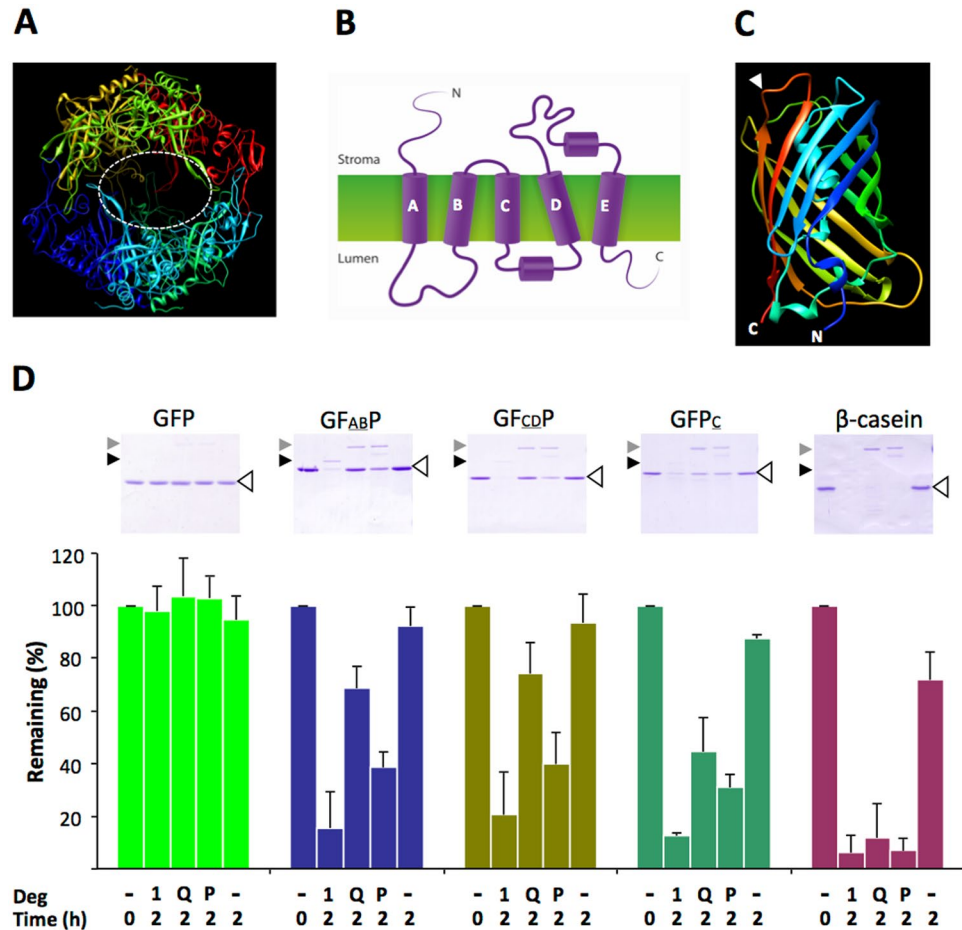 A
B
C
N
Stroma
A B C D E
Lumen
C
C
N
D
GFP GFABP GFCDP GFPC β-casein
120
100
80
60
40
20
Remaining (%)
Deg - 1 Q P - - 1 Q P - - 1 Q P - - 1 Q P - - 1 Q P -
Time (h) 0 2 2 2 2 0 2 2 2 2 0 2 2 2 2 0 2 2 2 2 0 2 2 2 2